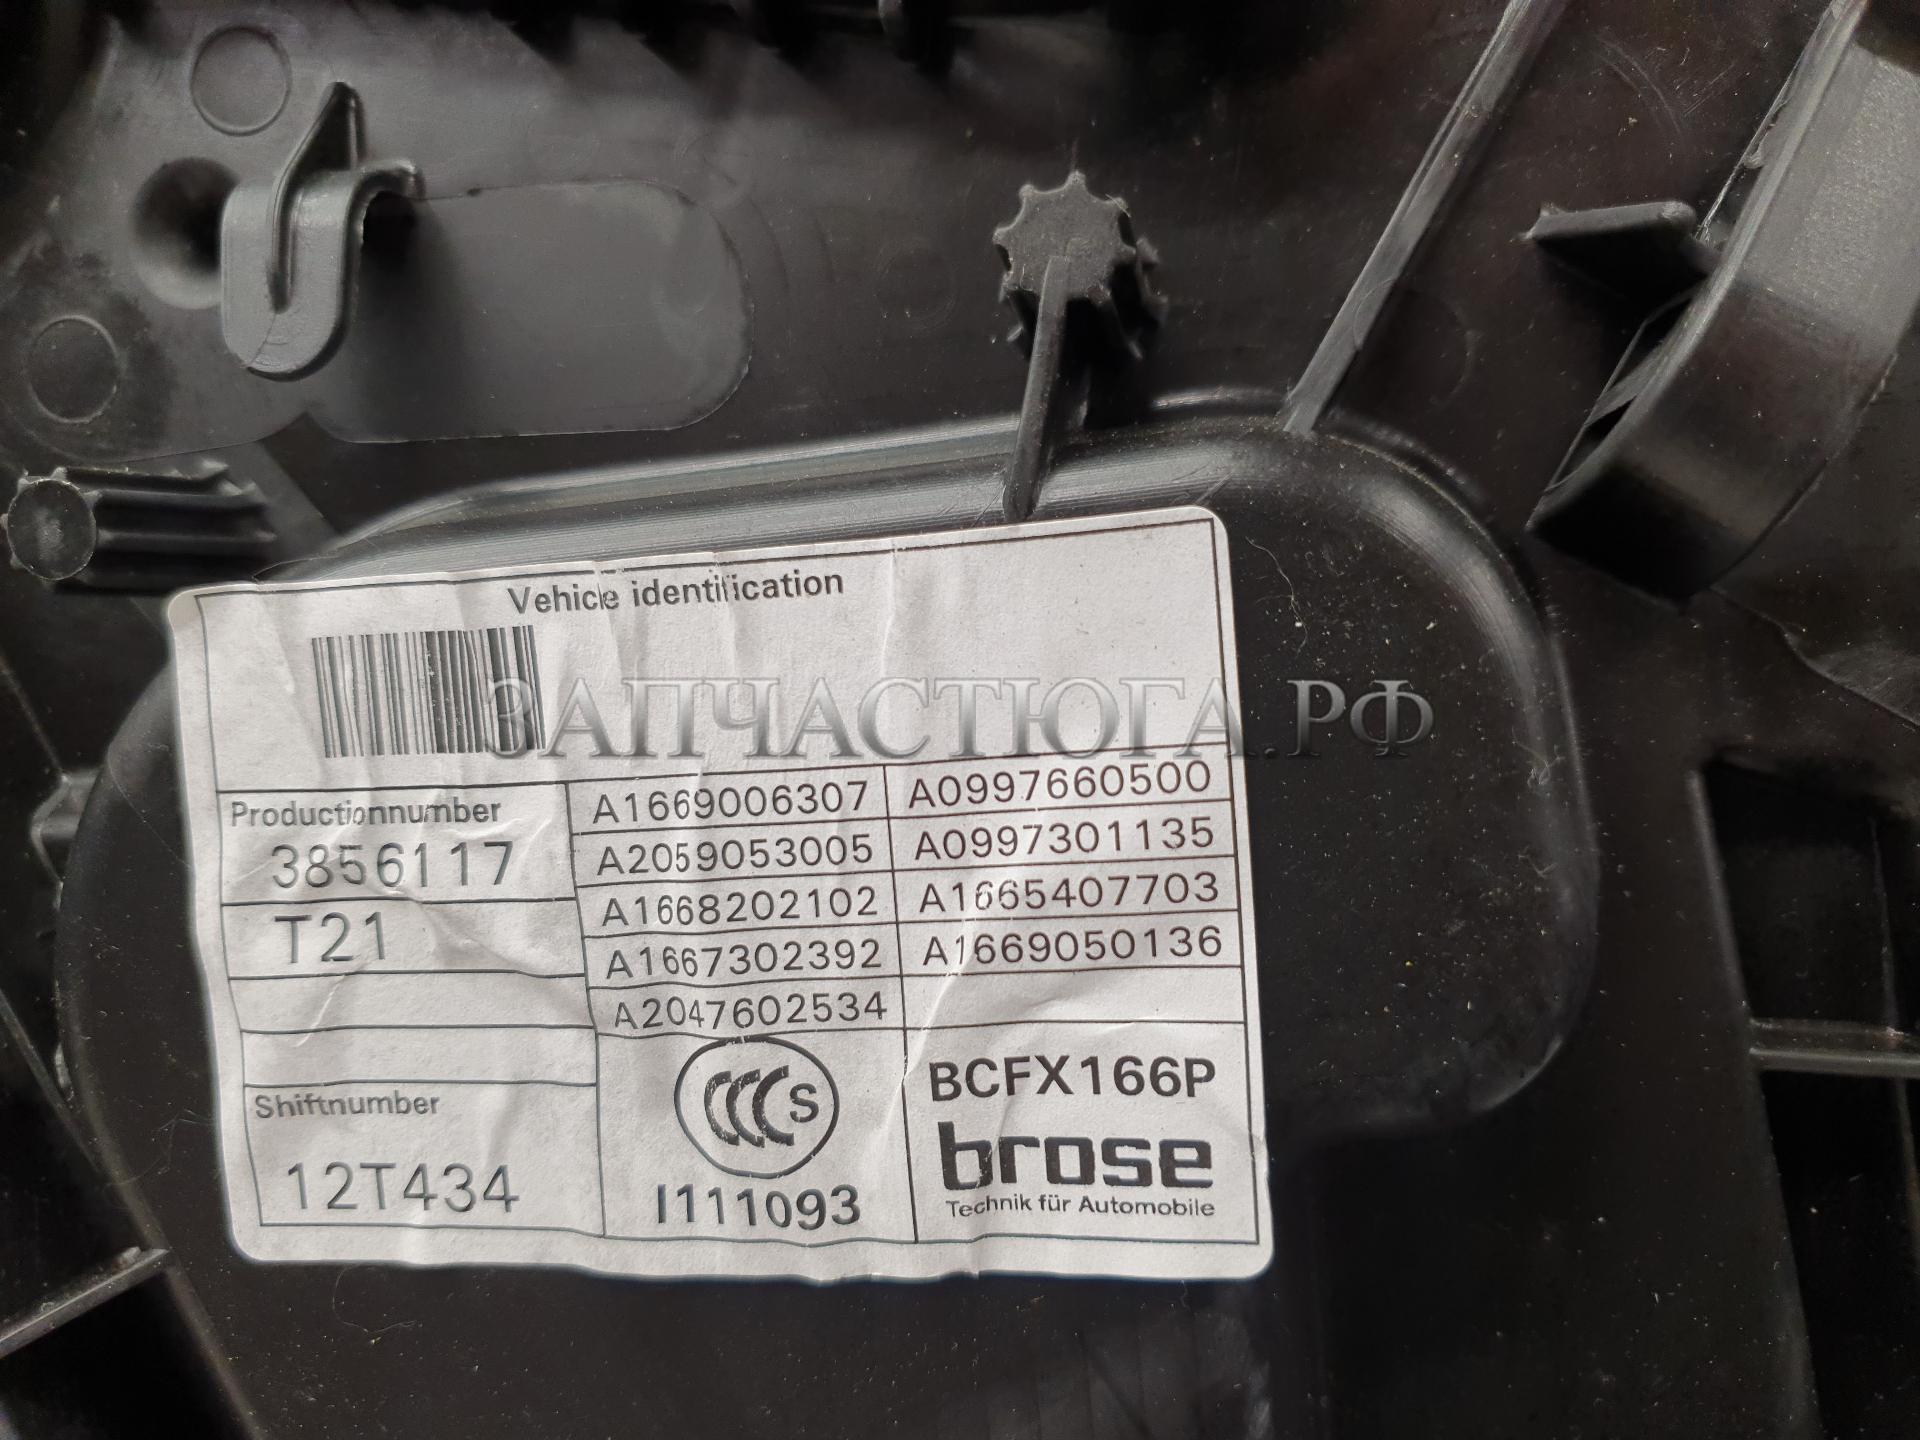 Vehicle identification
ЗАПЧАСТЮГА.РФ
Productionnumber
3856117
T21
Shiftnumber
12T434
A1669006307
A2059053005
A1668202102
A1667302392
A2047602534
A0997660500
A0997301135
A1665407703
A1669050136
CCC S
I111093
BCFX166P
brose
Technik für Automobile